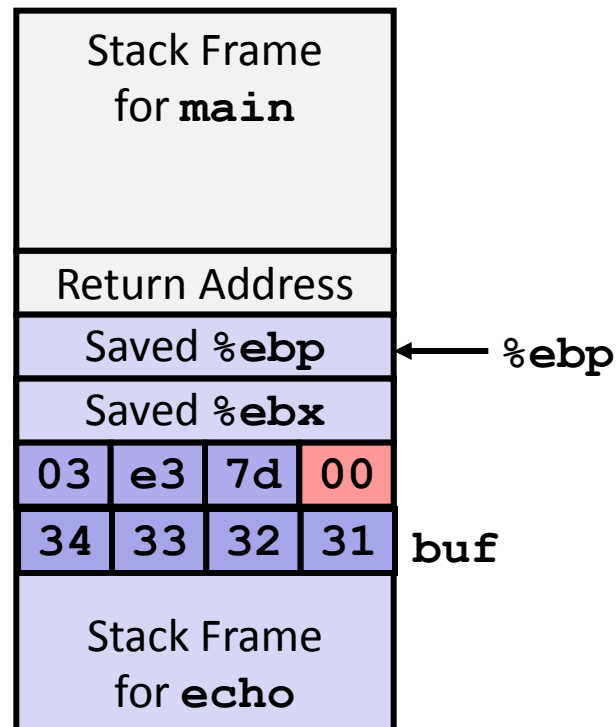 Stack Frame
for main
Return Address
Saved %ebp
%ebp
Saved %ebx
03 e3 7d 00
34 33 32 31
buf
Stack Frame
for echo